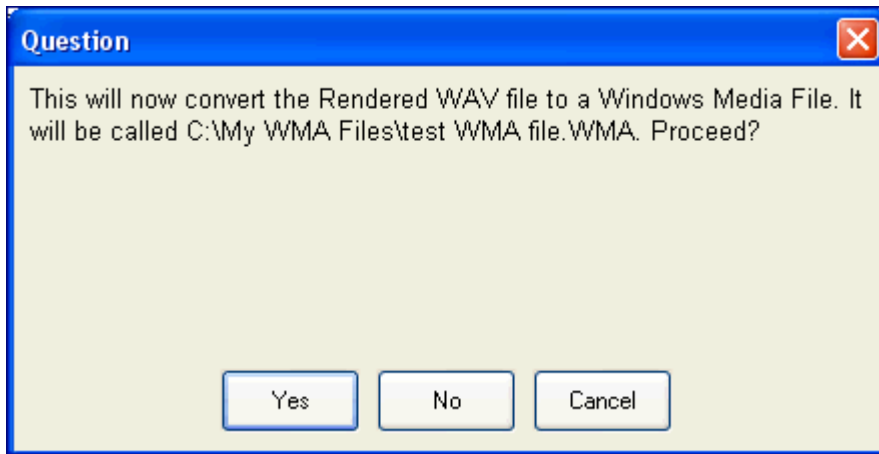 Question
This will now convert the Rendered WAV file to a Windows Media File. It
will be called C:\My WMA Files\test WMA file.WMA. Proceed?
Yes No Cancel